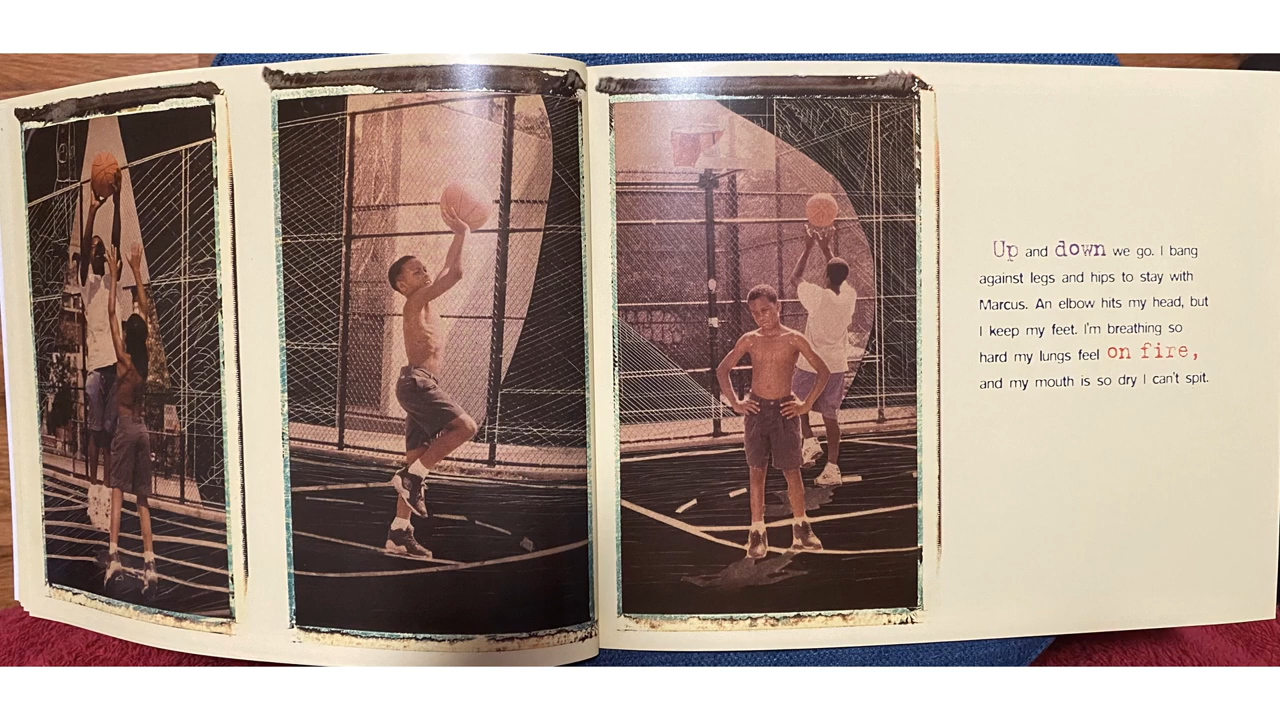 Up and down we go. I bang
against legs and hips to stay with
Marcus. An elbow hits my head, but
I keep my feet. I'm breathing so
hard my lungs feel on fire,
and my mouth is so dry I can't spit.